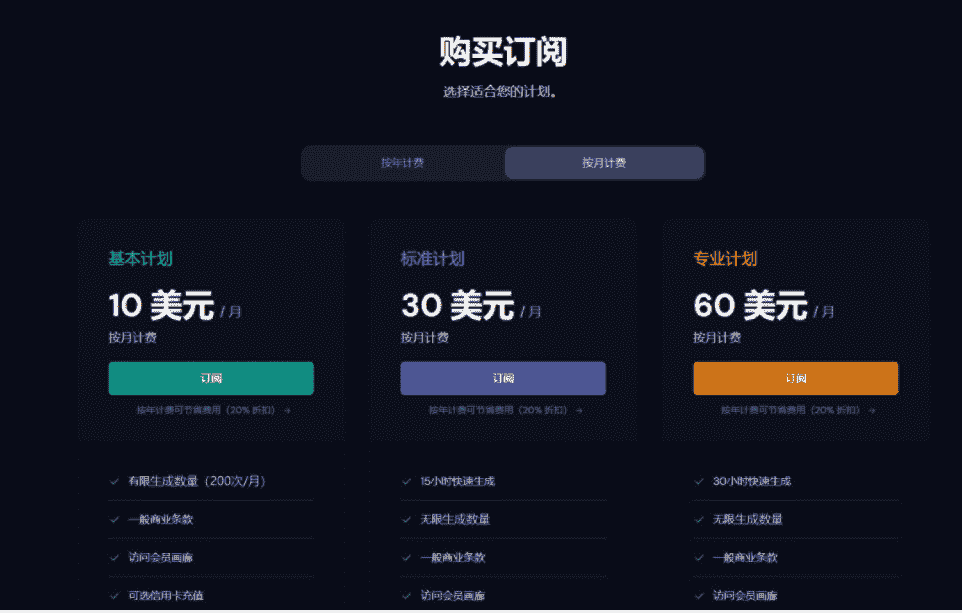 购买订阅
选择适合您的计划。
按年计费
按月计费
基本计划
10 美元 / 月
按月计费
订阅
按年计费可节省费用（20% 折扣） →
有限生成数量（200次/月）
一般商业条款
访问会员画廊
可选信用卡充值
标准计划
30 美元 / 月
按月计费
订阅
按年计费可节省费用（20% 折扣） →
15小时快速生成
无限生成数量
一般商业条款
访问会员画廊
专业计划
60 美元 / 月
按月计费
订阅
按年计费可节省费用（20% 折扣） →
30小时快速生成
无限生成数量
一般商业条款
访问会员画廊